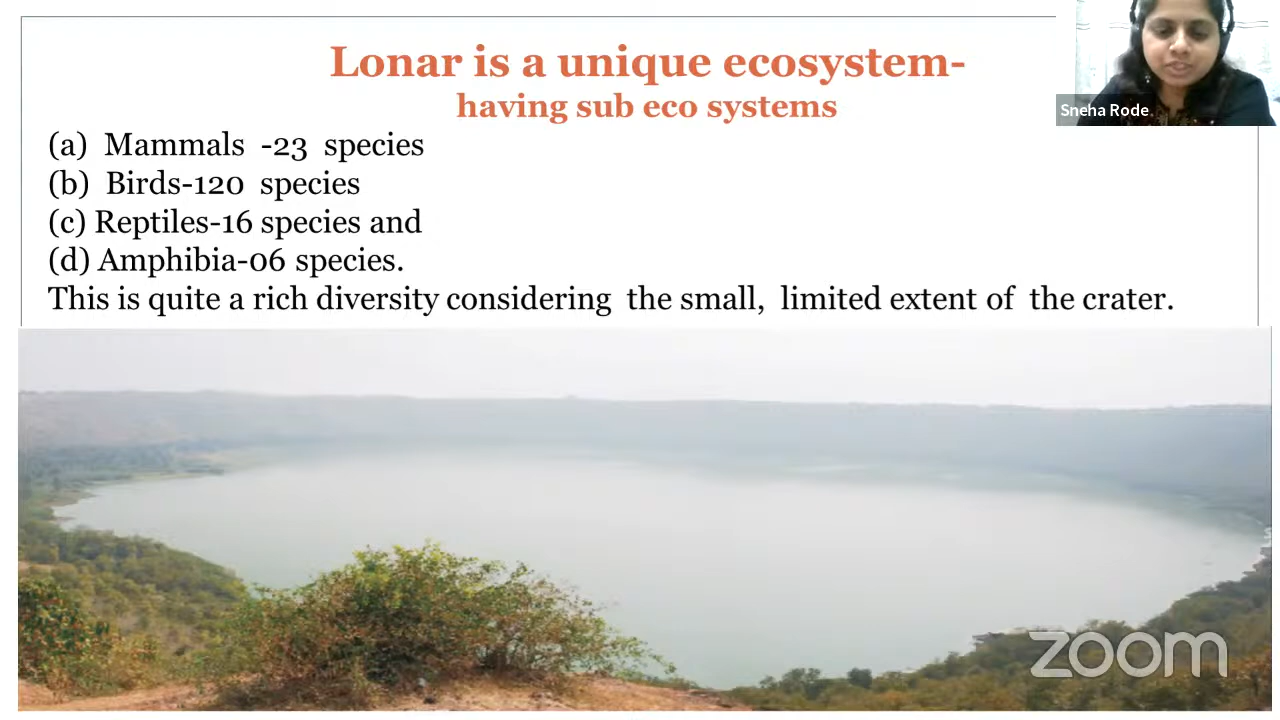 Lonar is a unique ecosystem-
having sub eco systems
(a) Mammals -23 species
(b) Birds-120 species
(c) Reptiles-16 species and
(d) Amphibia-06 species.
This is quite a rich diversity considering the small, limited extent of the crater.
Sneha Rode
zoom